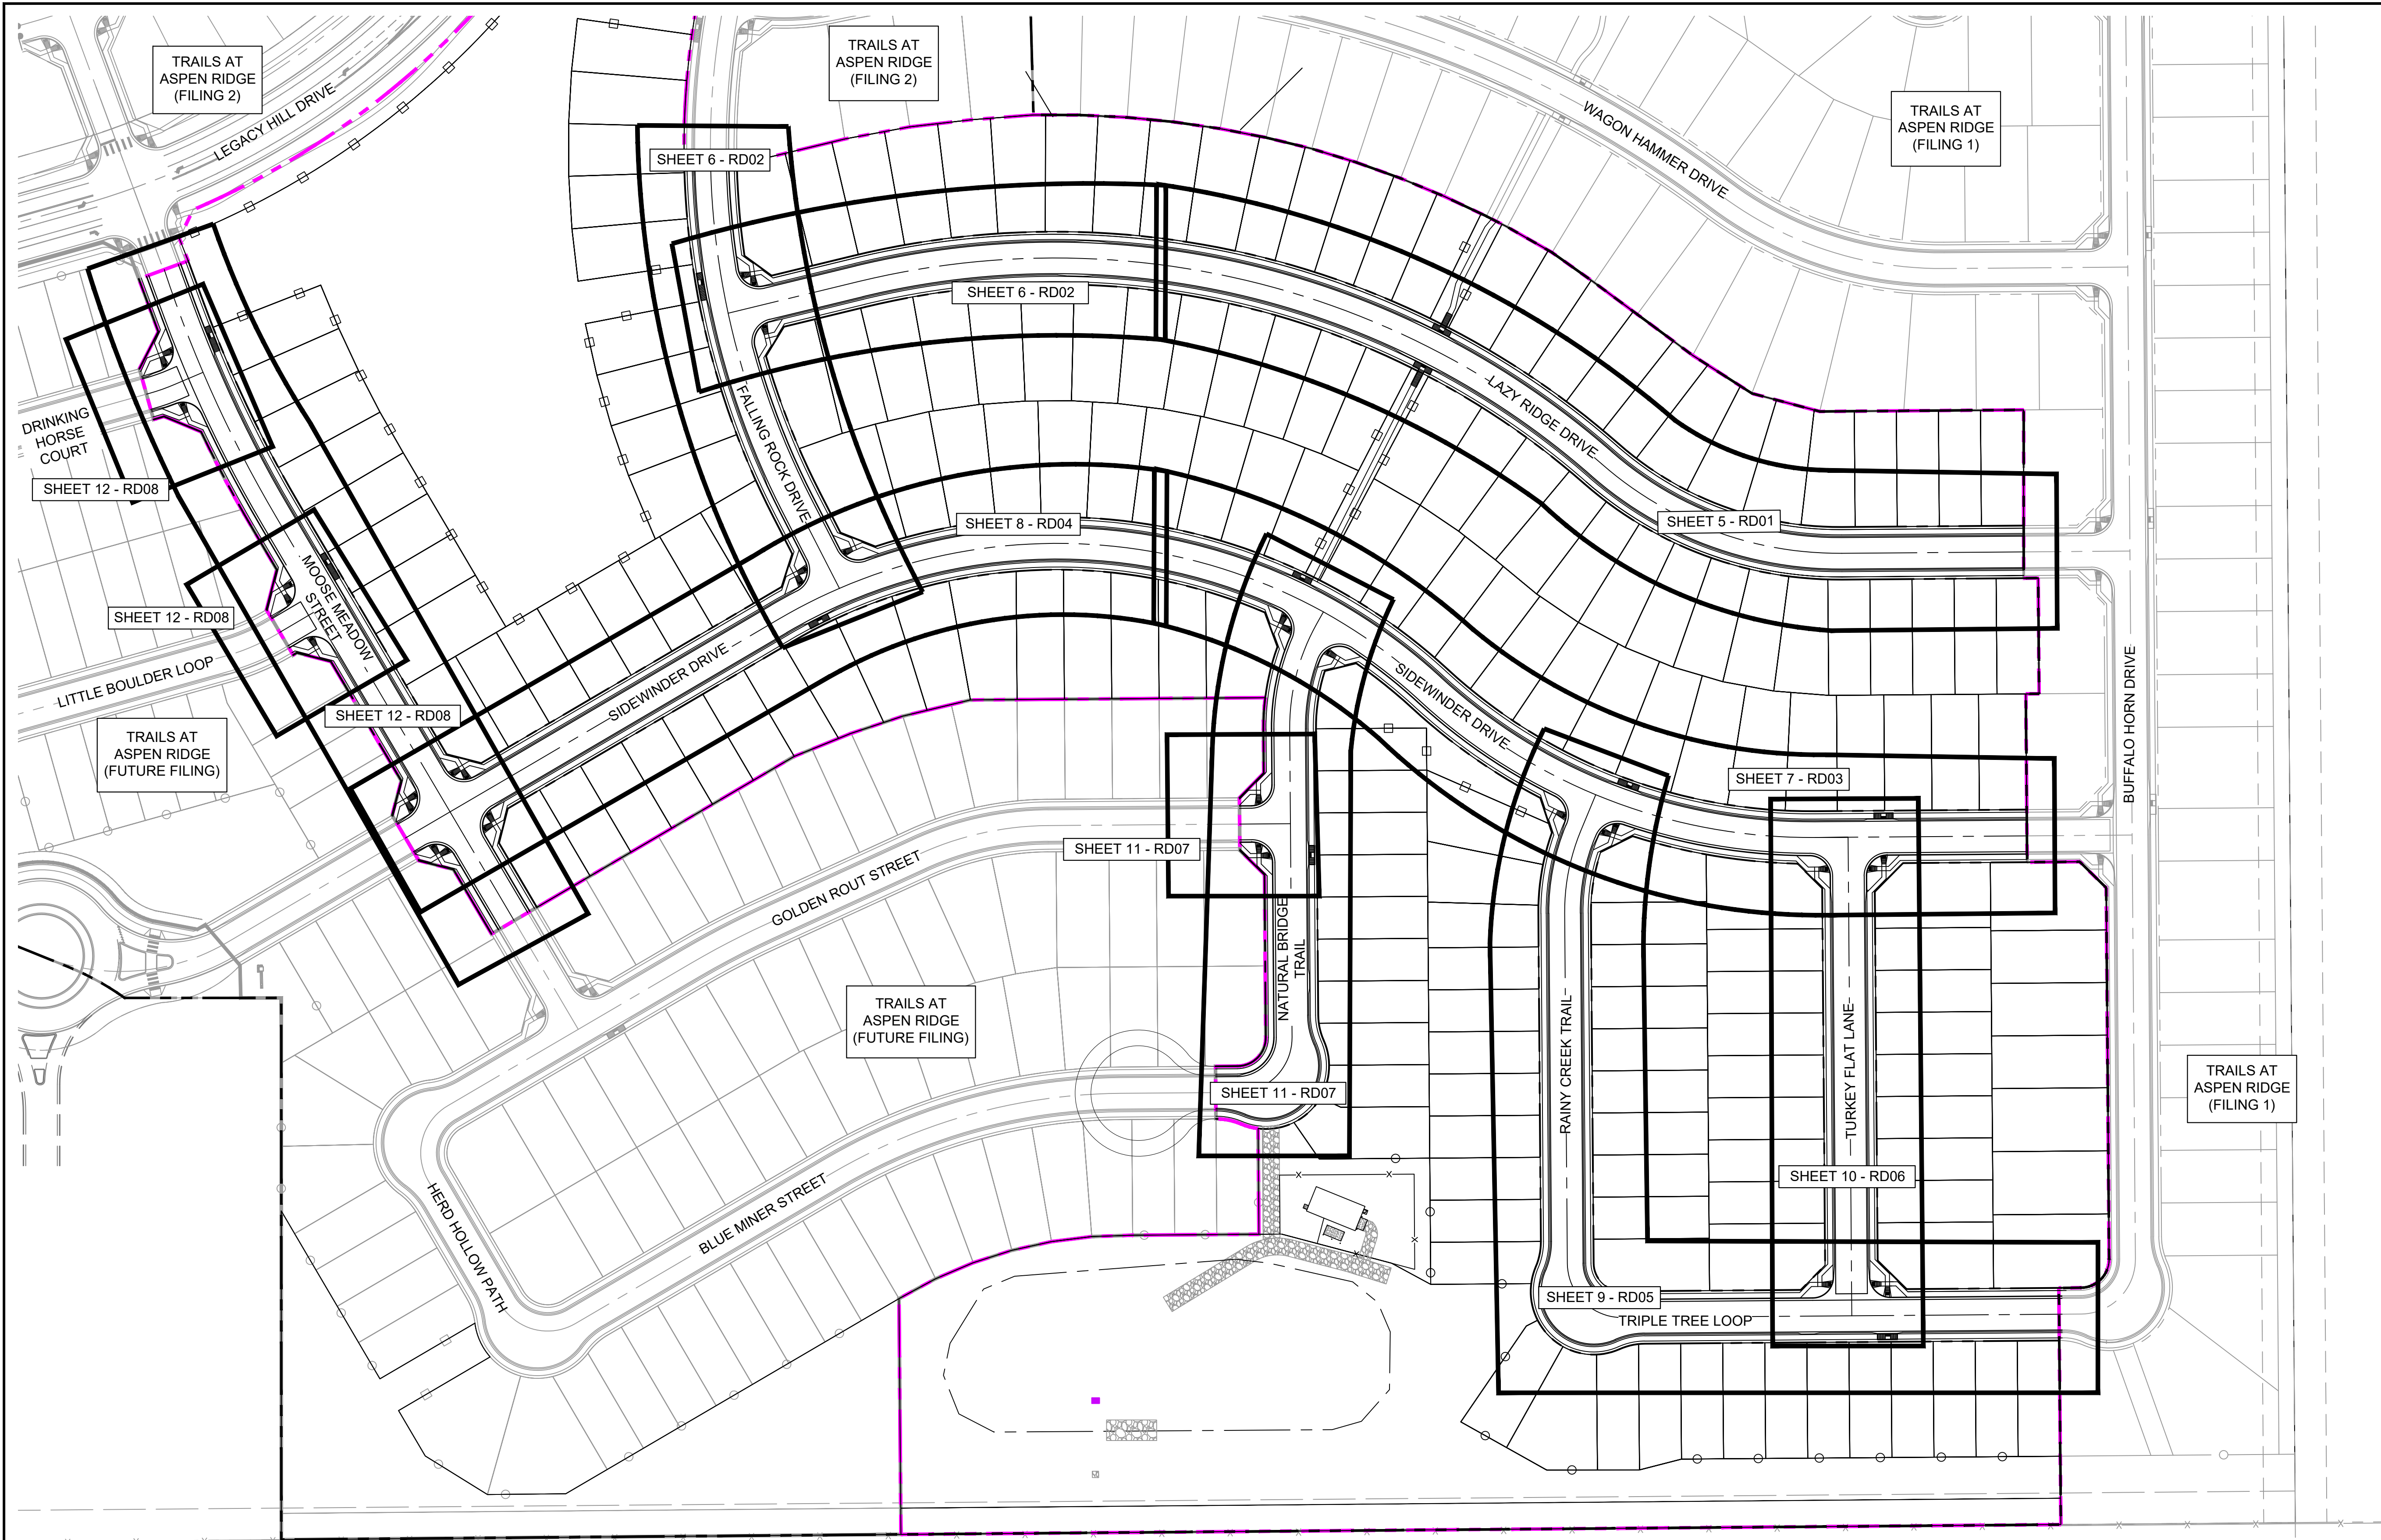 TRAILS AT
ASPEN RIDGE
(FILING 2)
LEGACY HILL DRIVE
TRAILS AT
ASPEN RIDGE
(FILING 2)
WAGON HAMMER DRIVE
TRAILS AT
ASPEN RIDGE
(FILING 1)
SHEET 6 - RD02
SHEET 6 - RD02
FALLING ROCK DRIVE
LAZY RIDGE DRIVE
DRINKING
HORSE
COURT
SHEET 12 - RD08
SHEET 8 - RD04
SHEET 5 - RD01
MOOSE MEADOW
STREET
SHEET 12 - RD08
LITTLE BOULDER LOOP
SHEET 12 - RD08
SIDEWINDER DRIVE
SIDEWINDER DRIVE
BUFFALO HORN DRIVE
TRAILS AT
ASPEN RIDGE
(FUTURE FILING)
SHEET 7 - RD03
SHEET 11 - RD07
GOLDEN ROUT STREET
NATURAL BRIDGE
TRAIL
TRAILS AT
ASPEN RIDGE
(FUTURE FILING)
RAINY CREEK TRAIL
TURKEY FLAT LANE
SHEET 11 - RD07
TRAILS AT
ASPEN RIDGE
(FILING 1)
SHEET 10 - RD06
HERD HOLLOW PATH
BLUE MINER STREET
SHEET 9 - RD05
TRIPLE TREE LOOP